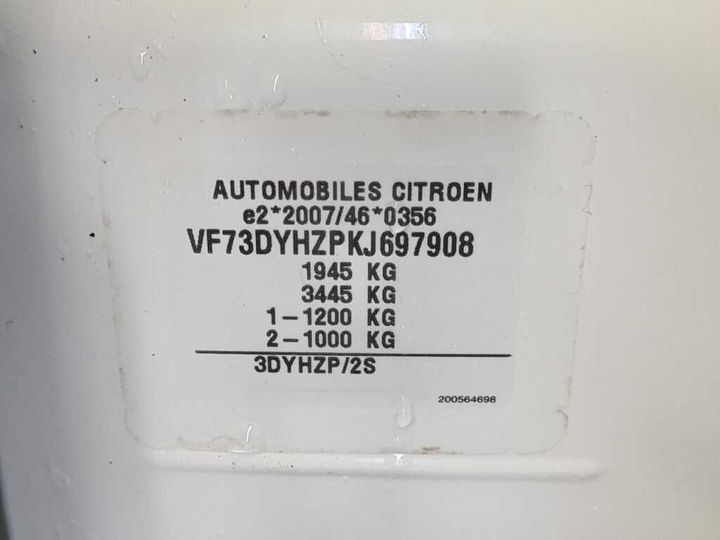 AUTOMOBILES CITROEN
e2*2007/46*0356
VF73DYHZPKJ697908
1945 KG
3445 KG
1-1200 KG
2-1000 KG
3DYHZP/2S
200564698